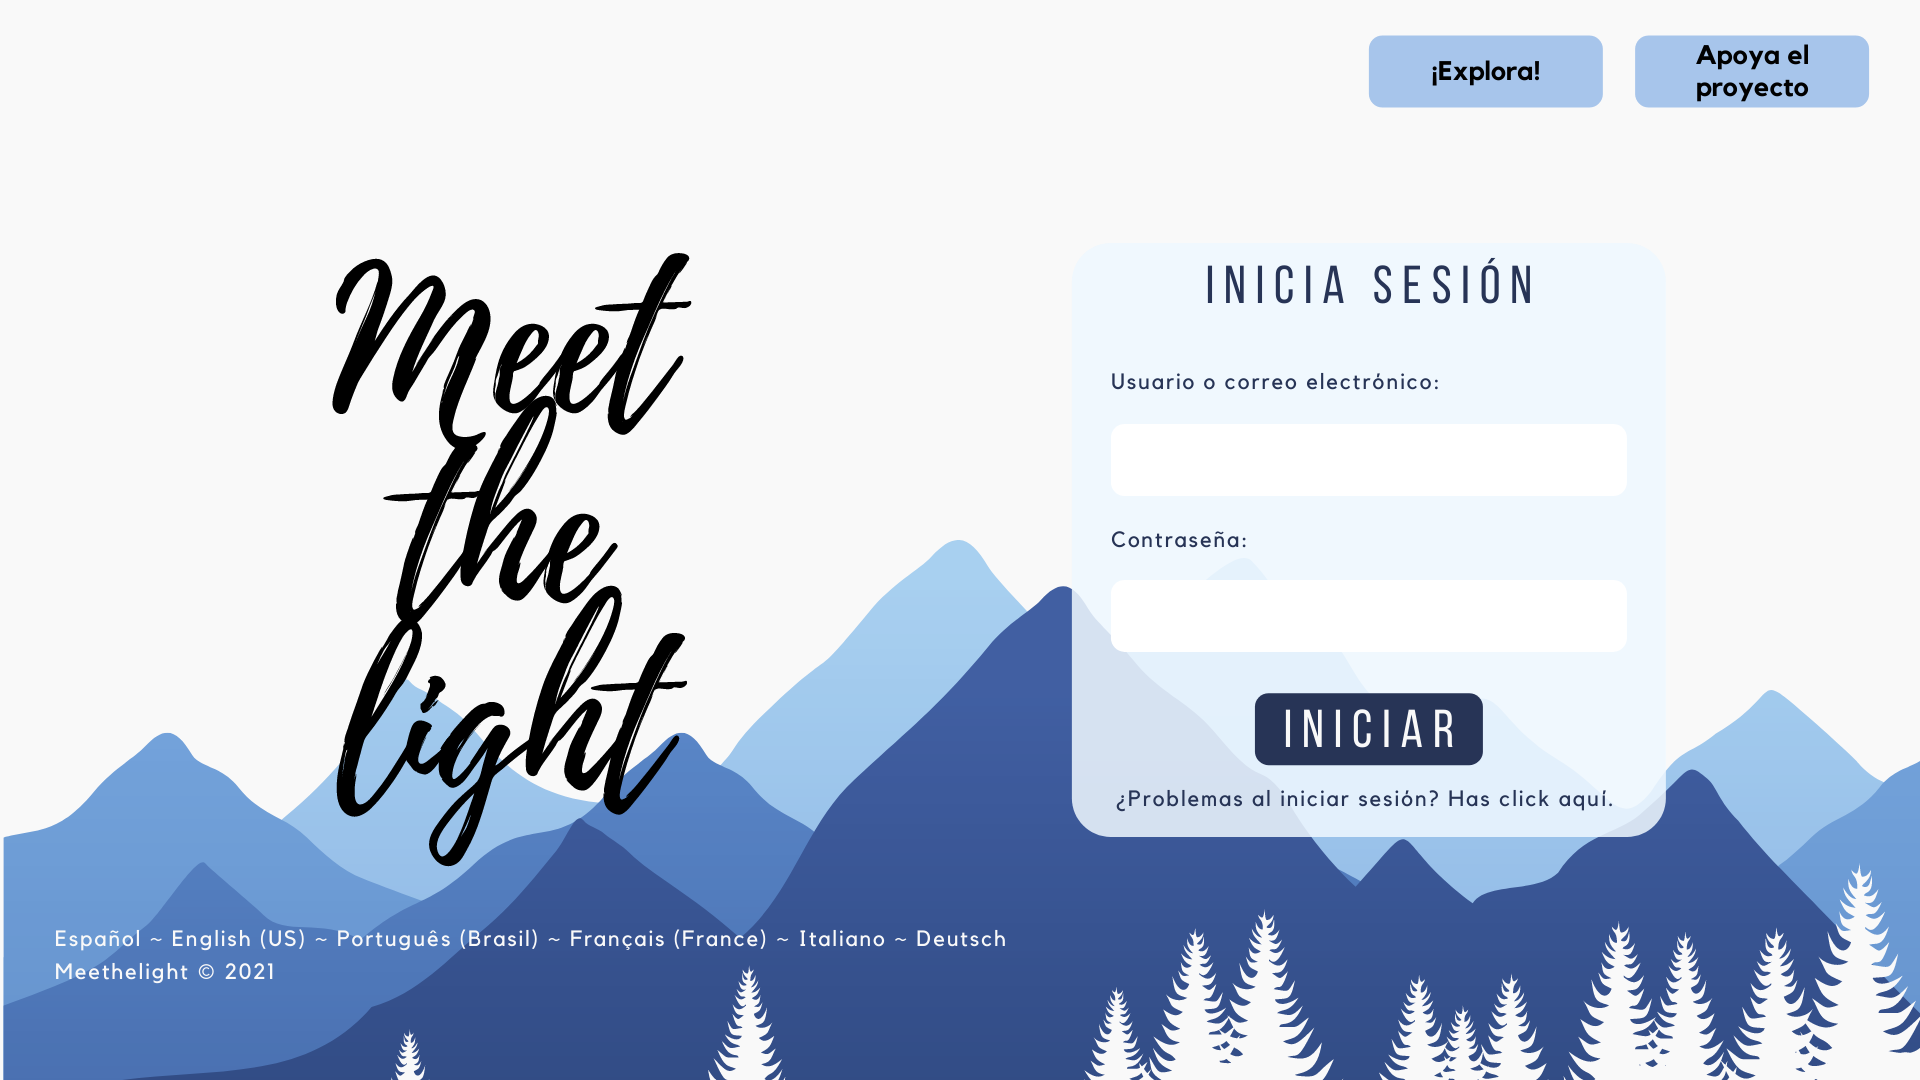 ¡Explora!
Apoya el
proyecto
Meet
the
light
INICIA SESIÓN
Usuario o correo electrónico:
Contraseña:
INICIAR
¿Problemas al iniciar sesión? Has click aquí.
Español ~ English (US) ~ Português (Brasil) ~ Français (France) ~ Italiano ~ Deutsch
Meethelight © 2021